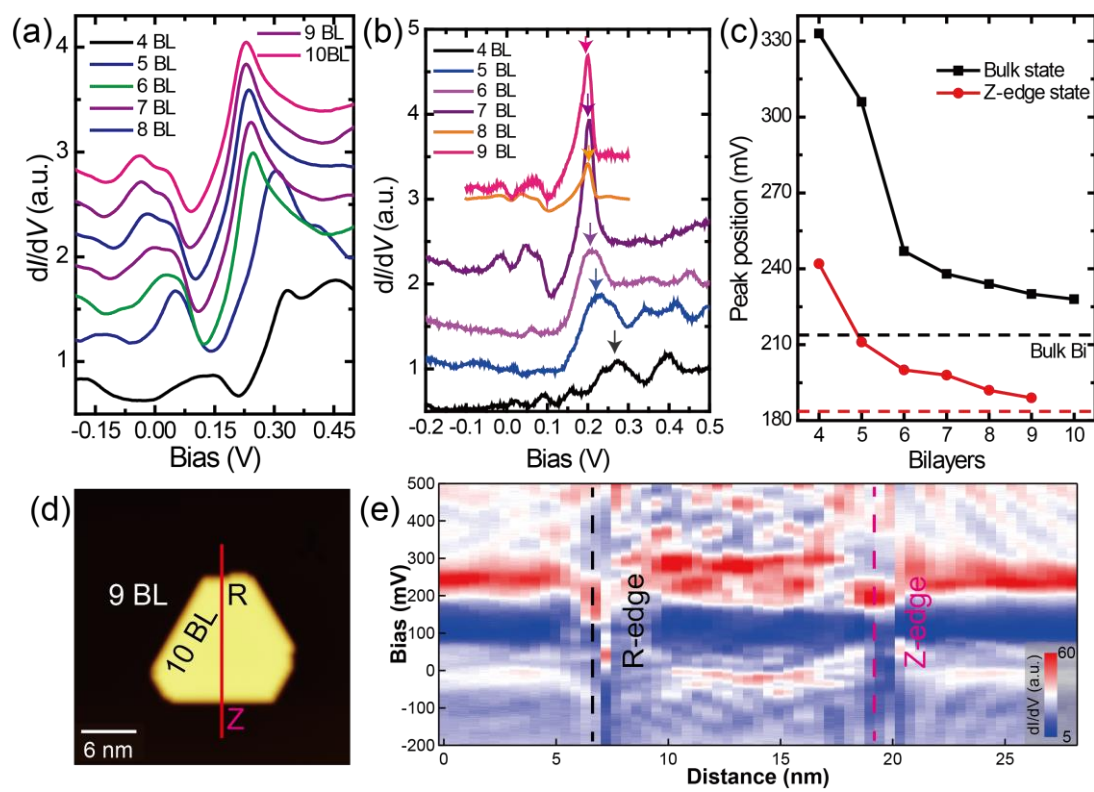 (a)
4 BL
5 BL
6 BL
7 BL
8 BL
9 BL
10BL
4
3
2
1
dI/dV (a.u.)
-0.15 0.00 0.15 0.30 0.45
Bias (V)
(b)
4 BL
5 BL
6 BL
7 BL
8 BL
9 BL
5
4
3
2
1
0
dI/dV (a.u.)
-0.2 -0.1 0.0 0.1 0.2 0.3 0.4 0.5
Bias (V)
(c)
Bulk state
Z-edge state
330
300
270
240
210
180
Peak position (mV)
Bulk Bi
4 5 6 7 8 9 10
Bilayers
(d)
9 BL
10 BL
R
Z
6 nm
(e)
500
400
300
200
100
0
-100
-200
Bias (mV)
R-edge
Z-edge
60
dI/dV (a.u.)
5
0 5 10 15 20 25
Distance (nm)